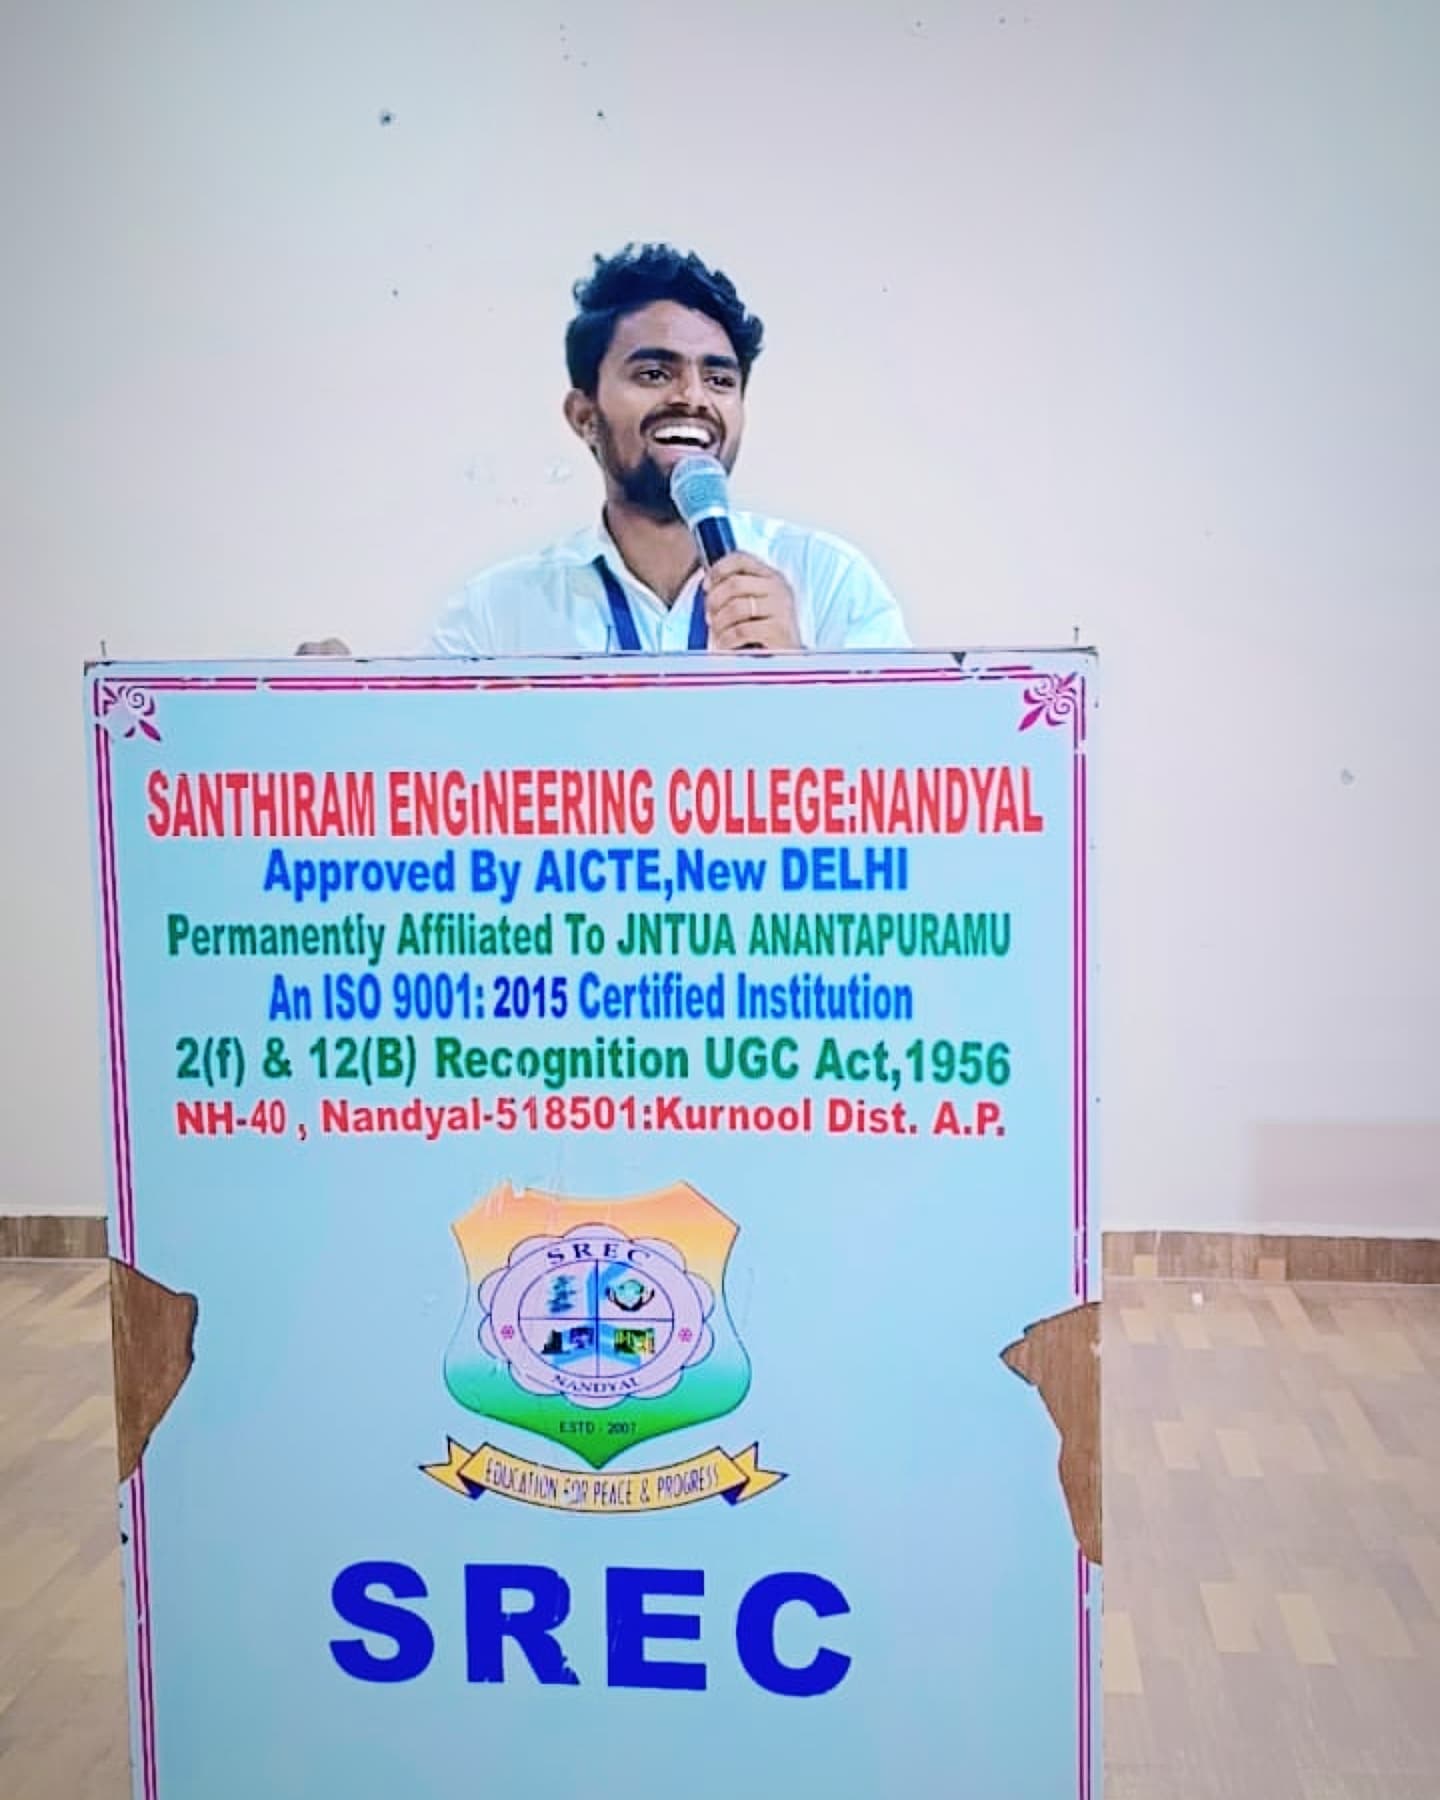 SANTHIRAM ENGINEERING COLLEGE:NANDYAL
Approved By AICTE,New DELHI
Permanently Affiliated To JNTUA ANANTAPURAMU
An ISO 9001: 2015 Certified Institution
2(f) & 12(B) Recognition UGC Act,1956
NH-40 , Nandyal-518501:Kurnool Dist. A.P.
SREC
NANDYAL
ESTD - 2007
EDUCATION FOR PEACE & PROGRESS
SREC